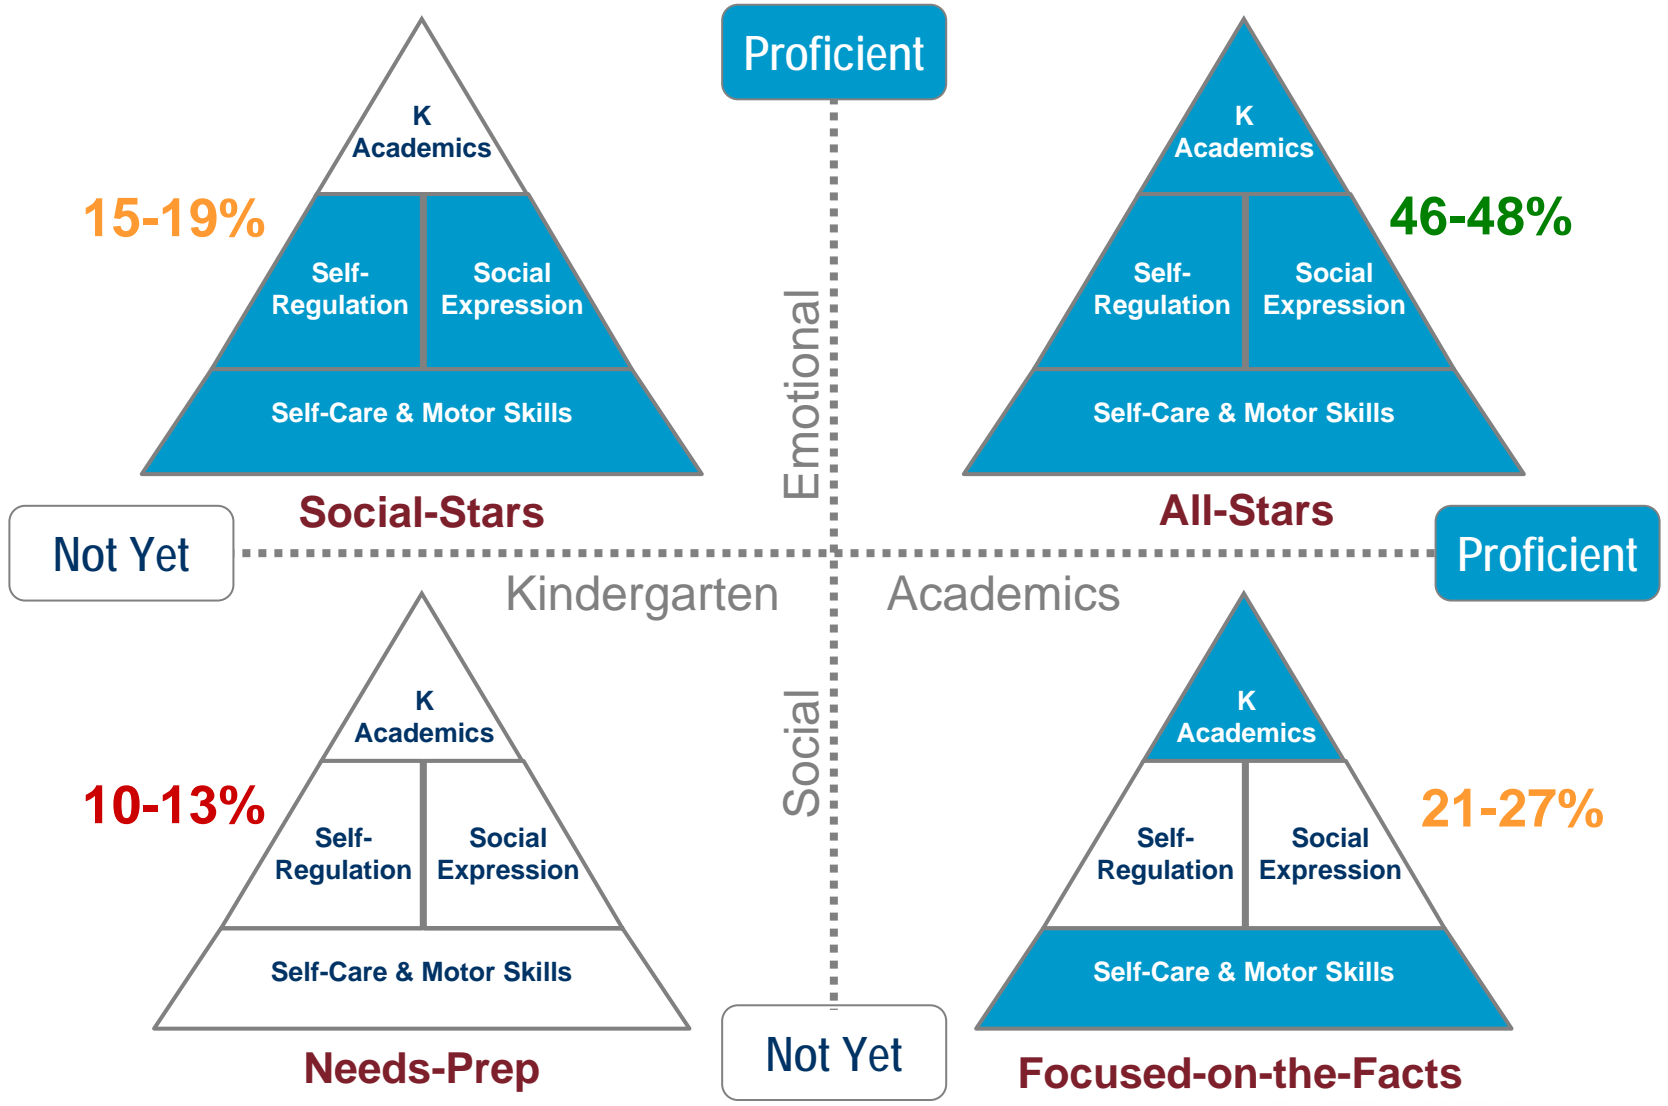 Proficient
K
Academics
15-19%
Self-
Regulation
Social
Expression
Self-Care & Motor Skills
Social-Stars
K
Academics
46-48%
Self-
Regulation
Social
Expression
Self-Care & Motor Skills
All-Stars
Emotional
Not Yet
Proficient
Kindergarten Academics
Social
K
Academics
10-13%
Self-
Regulation
Social
Expression
Self-Care & Motor Skills
Needs-Prep
K
Academics
21-27%
Self-
Regulation
Social
Expression
Self-Care & Motor Skills
Focused-on-the-Facts
Not Yet